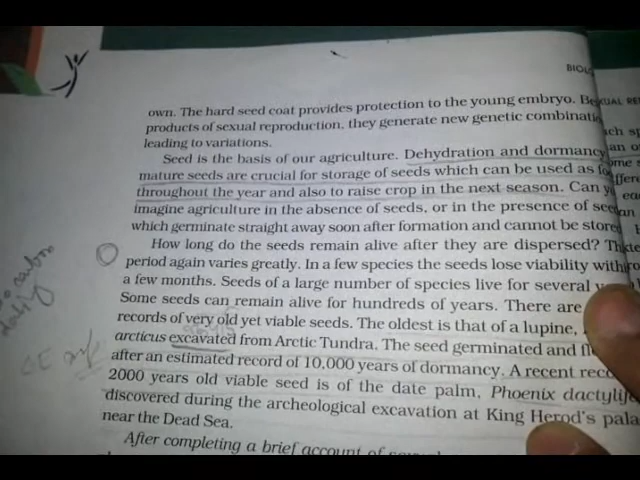 BIOLO
own. The hard seed coat provides protection to the young embryo. Be
products of sexual reproduction, they generate new genetic combinatio
leading to variations.
Seed is the basis of our agriculture. Dehydration and dormancy
mature seeds are crucial for storage of seeds which can be used as fo
throughout the year and also to raise crop in the next season. Can y
imagine agriculture in the absence of seeds, or in the presence of see
which germinate straight away soon after formation and cannot be store
How long do the seeds remain alive after they are dispersed? Th
period again varies greatly. In a few species the seeds lose viability with
a few months. Seeds of a large number of species live for several
Some seeds can remain alive for hundreds of years. There are
records of very old yet viable seeds. The oldest is that of a lupine,
arcticus excavated from Arctic Tundra. The seed germinated and fl
after an estimated record of 10,000 years of dormancy. A recent reco
2000 years old viable seed is of the date palm, Phoenix dactylife
discovered during the archeological excavation at King Herod's pala
near the Dead Sea.
After completing a brief account of